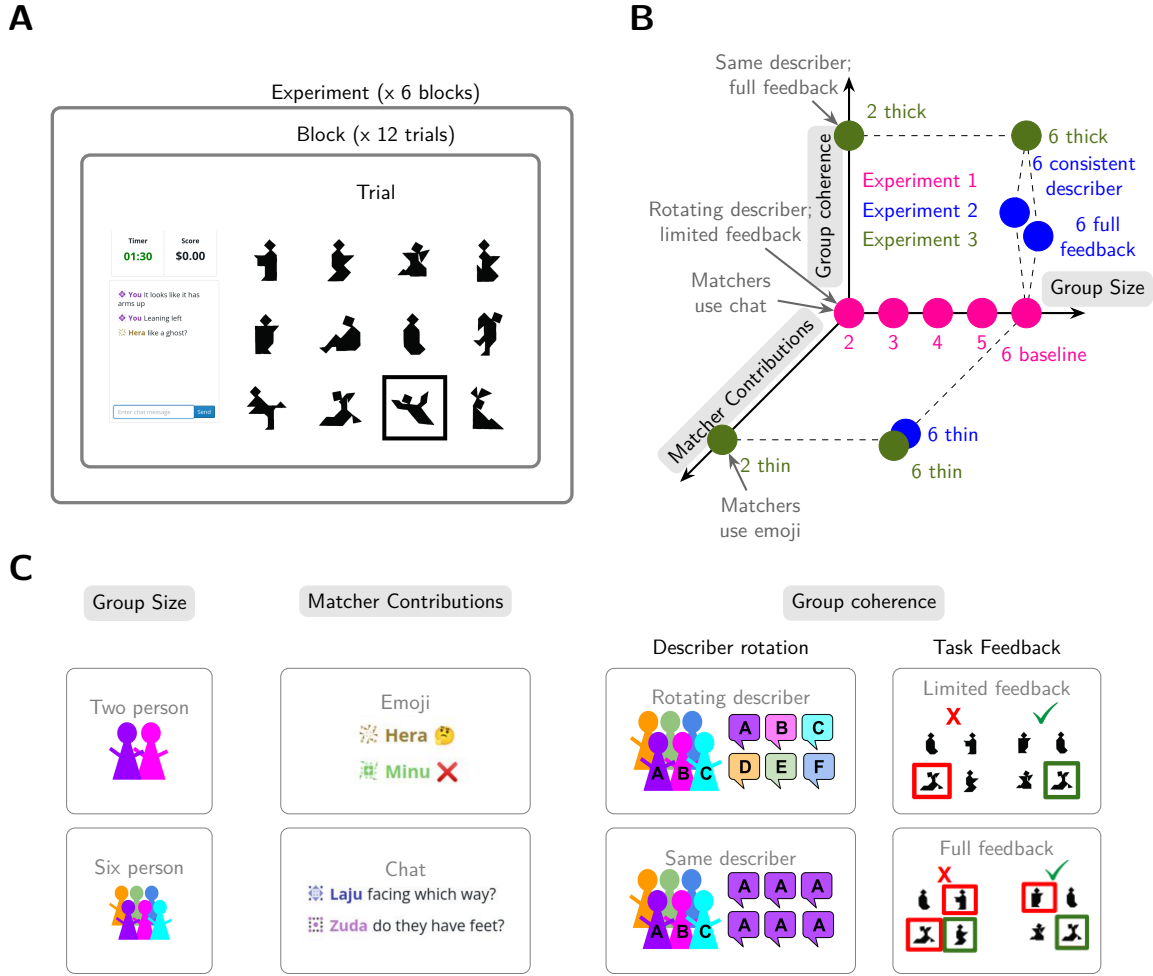 A
Experiment (x 6 blocks)
Block (x 12 trials)
Trial
Timer
Score
01:30
$0.00
You It looks like it has
arms up
You Leaning left
Hera like a ghost?
Enter chat message
Send
B
Same describer;
full feedback
2 thick
6 thick
Group coherence
Experiment 1
Experiment 2
Experiment 3
6 consistent
describer
6 full
feedback
Rotating describer;
limited feedback
Matchers
use chat
Group Size
2
3
4
5
6 baseline
Matcher Contributions
2 thin
6 thin
6 thin
Matchers
use emoji
C
Group Size
Matcher Contributions
Group coherence
Describer rotation
Task Feedback
Two person
Emoji
Hera
Minu
Rotating describer
A B C
A B C
D E F
Limited feedback
X
Six person
Chat
Laju facing which way?
Zuda do they have feet?
Same describer
A B C
A A A
A A A
Full feedback
X